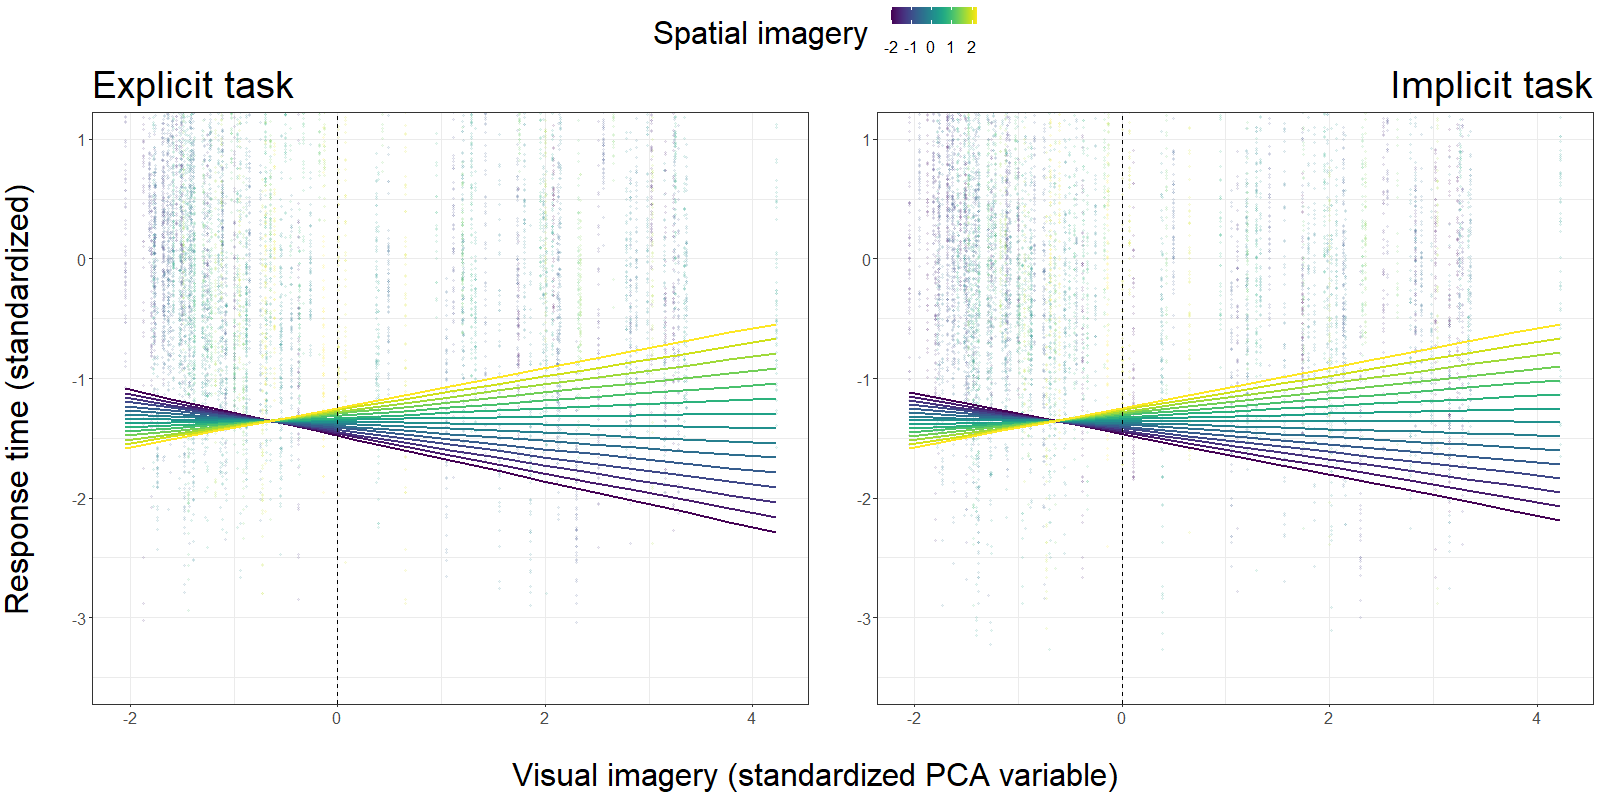 Spatial imagery
-2 -1 0 1 2
Explicit task
Implicit task
Response time (standardized)
1
0
-1
-2
-3
1
0
-1
-2
-3
-2 0 2 4
-2 0 2 4
Visual imagery (standardized PCA variable)